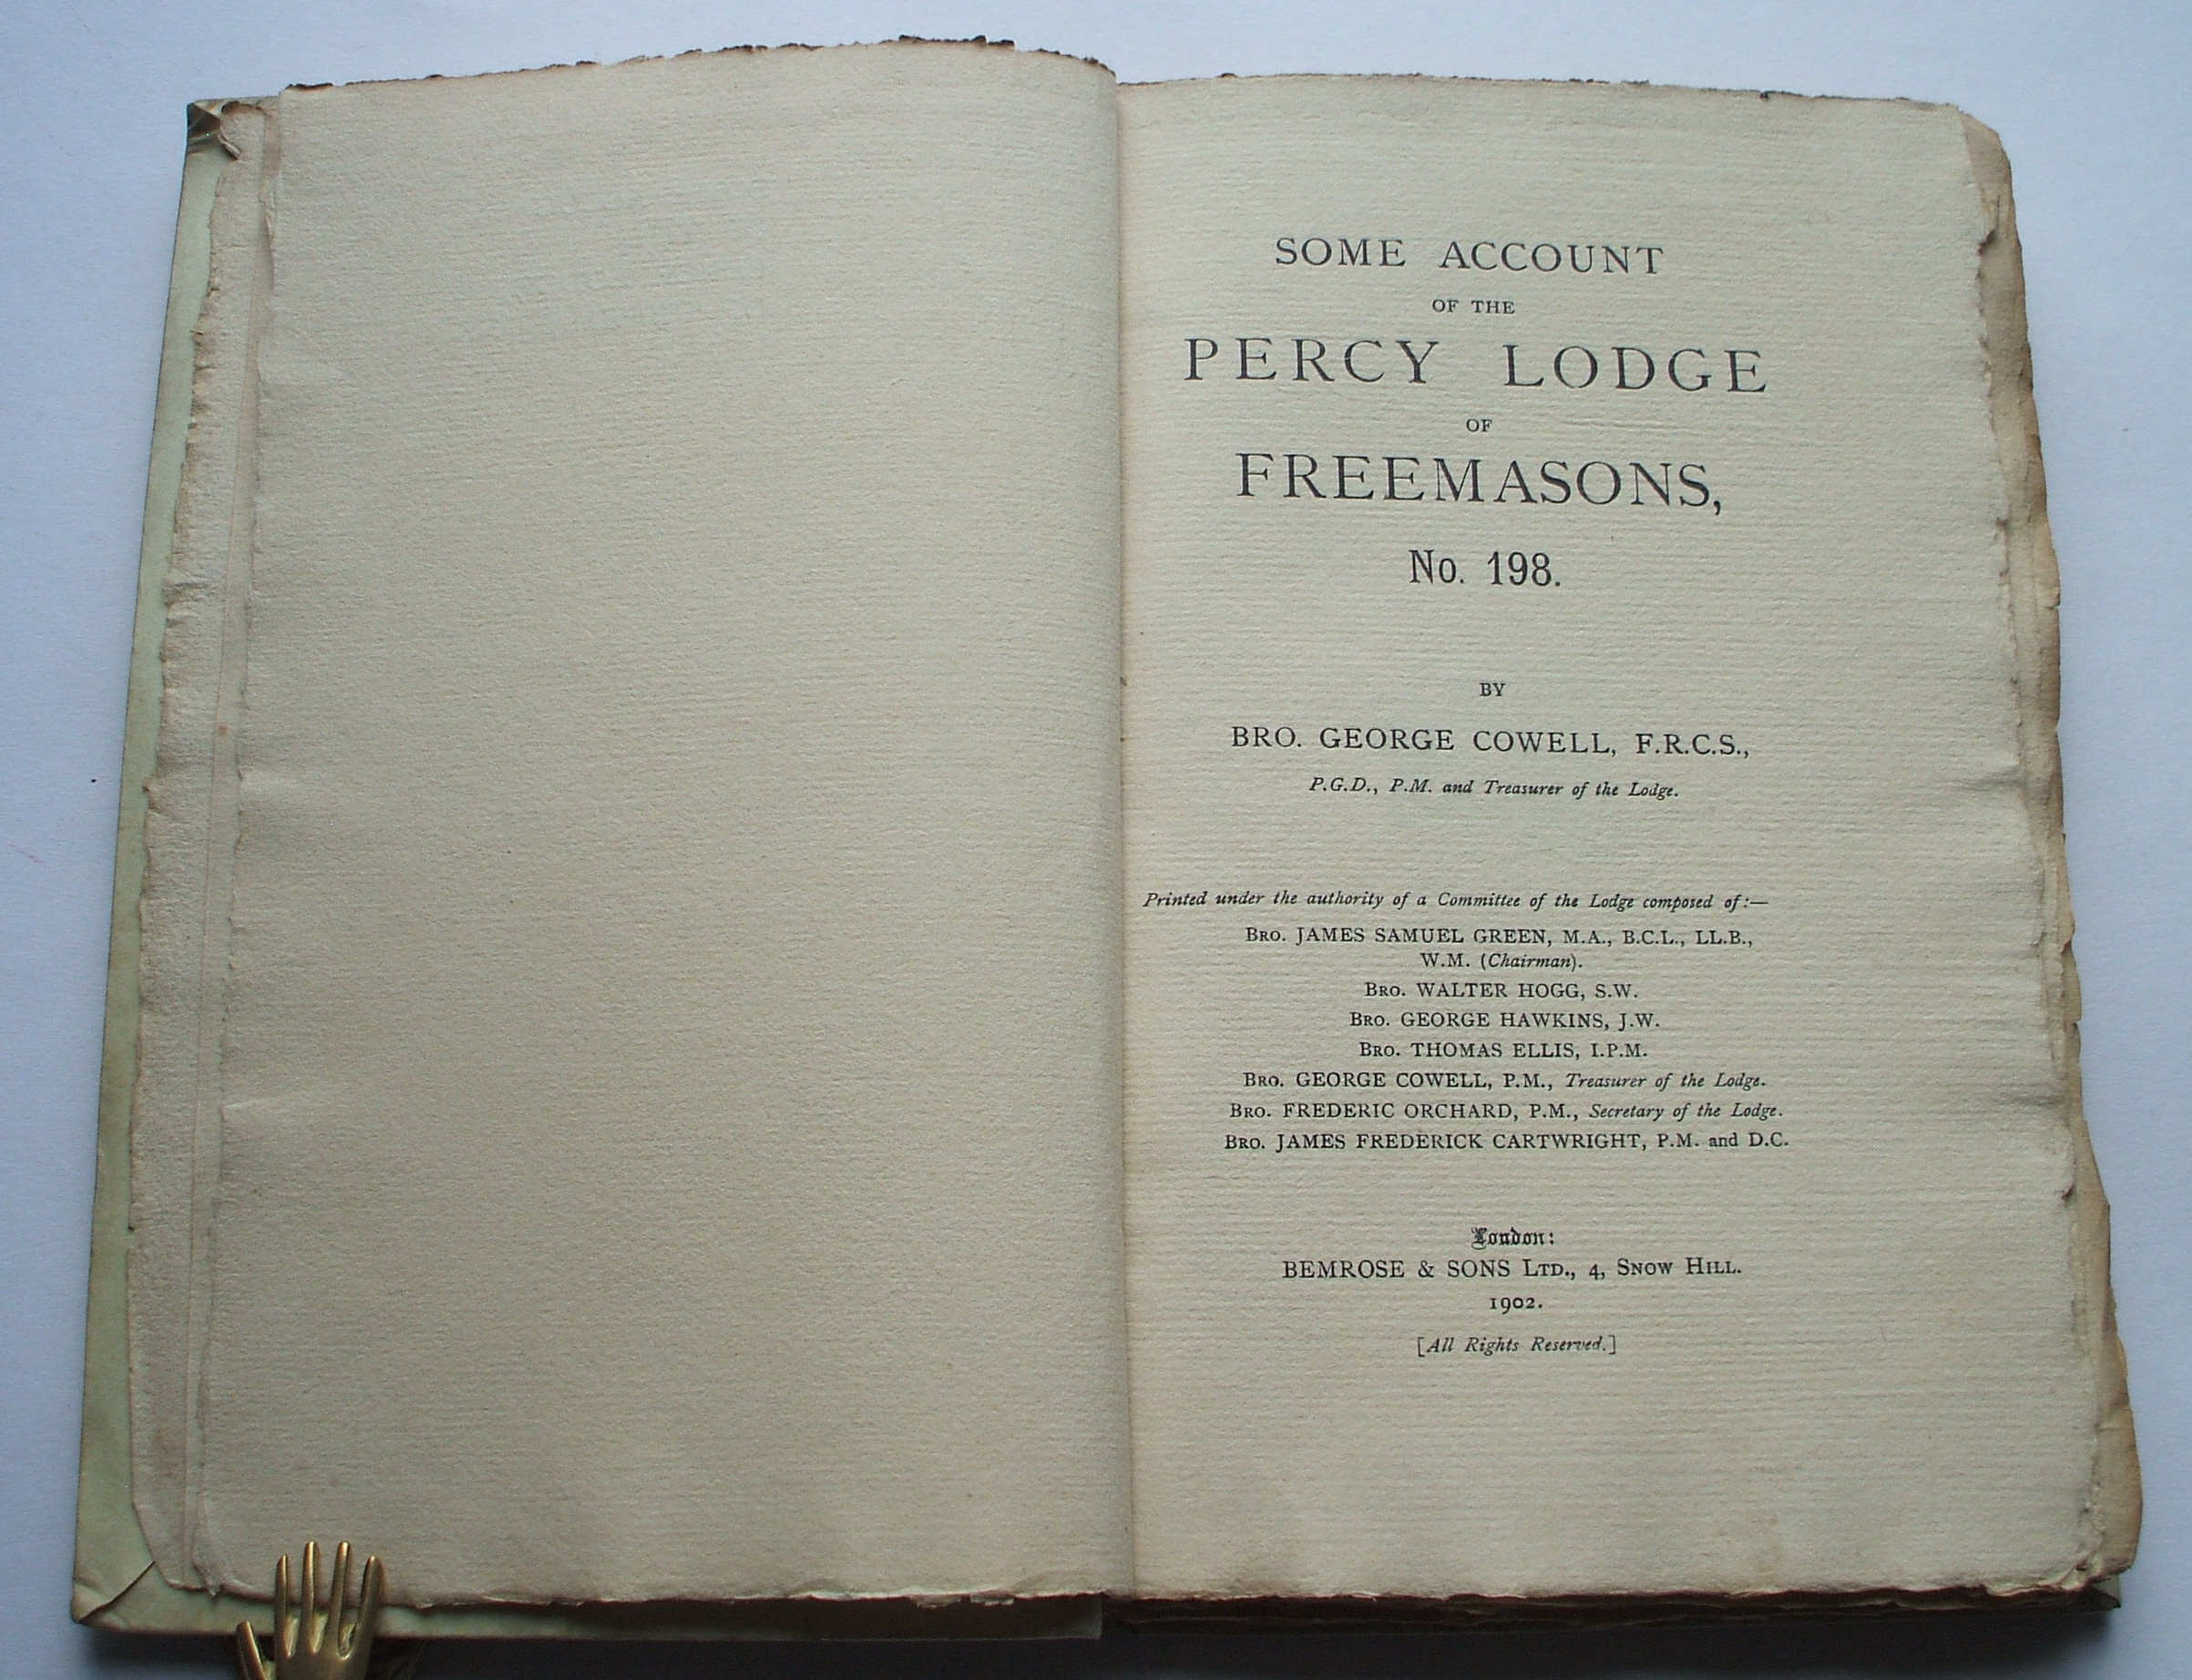 SOME ACCOUNT
OF THE
PERCY LODGE
OF
FREEMASONS,
No. 198.
BY
BRO. GEORGE COWELL, F.R.C.S.,
P.G.D., P.M. and Treasurer of the Lodge.
Printed under the authority of a Committee of the Lodge composed of:—
BRO. JAMES SAMUEL GREEN, M.A., B.C.L., LL.B.,
W.M. (Chairman).
BRO. WALTER HOGG, S.W.
BRO. GEORGE HAWKINS, J.W.
BRO. THOMAS ELLIS, I.P.M.
BRO. GEORGE COWELL, P.M., Treasurer of the Lodge.
BRO. FREDERIC ORCHARD, P.M., Secretary of the Lodge.
BRO. JAMES FREDERICK CARTWRIGHT, P.M. and D.C.
London:
BEMROSE & SONS LTD., 4, SNOW HILL.
1902.
[All Rights Reserved.]